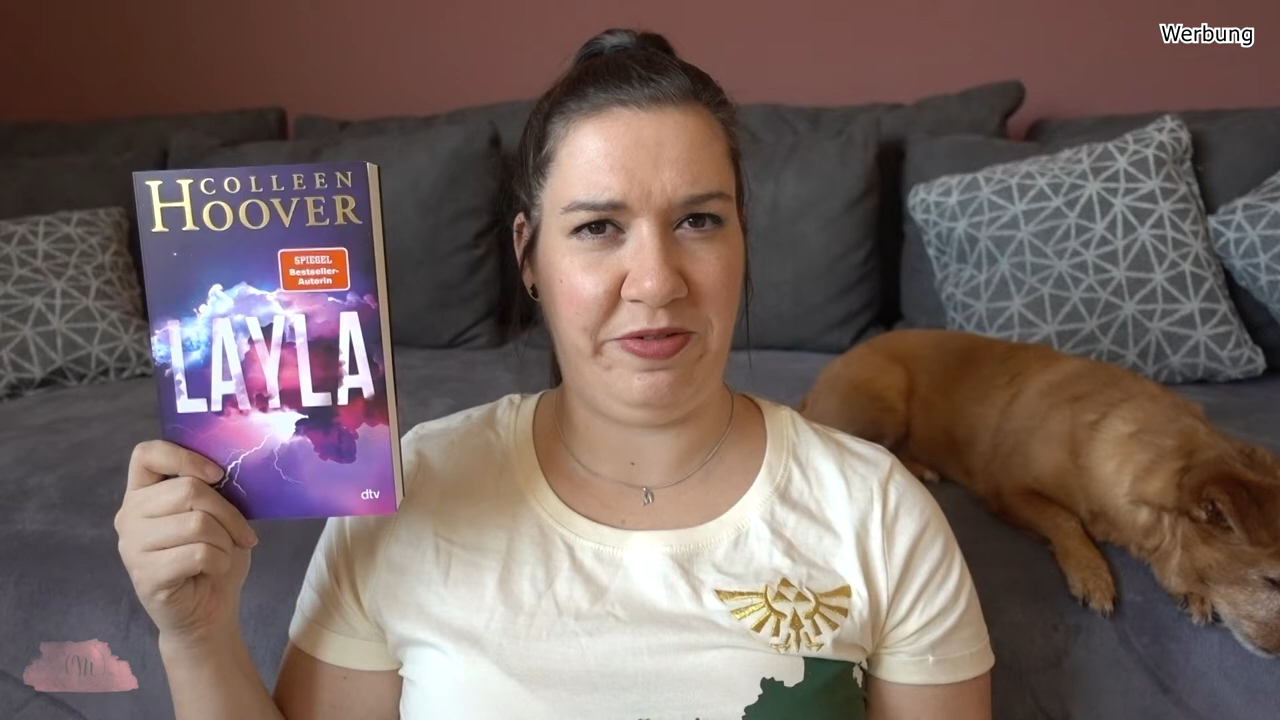 Werbung
COLLEEN
HOOVER
SPIEGEL
Bestseller-
Autorin
LAYLA
dtv